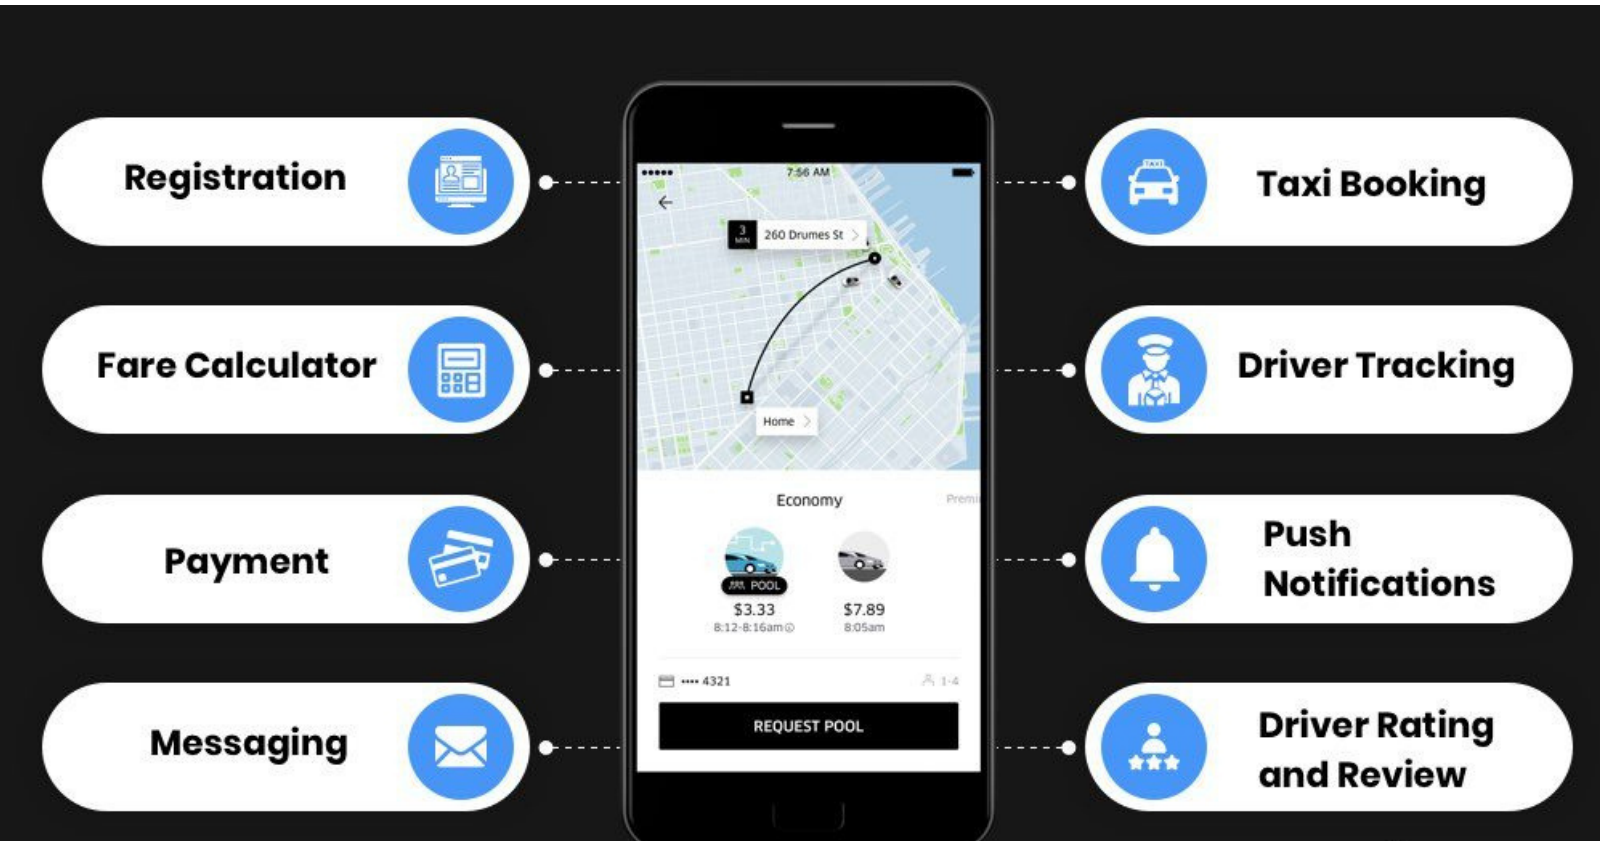 Registration
Fare Calculator
Payment
Messaging
7:56 AM
3
MIN
260 Drumes St
Home
Economy
Premi
POOL
$3.33
8:12-8:16am
$7.89
8:05am
•••• 4321
1-4
REQUEST POOL
TAXI
Taxi Booking
Driver Tracking
Push
Notifications
Driver Rating
and Review